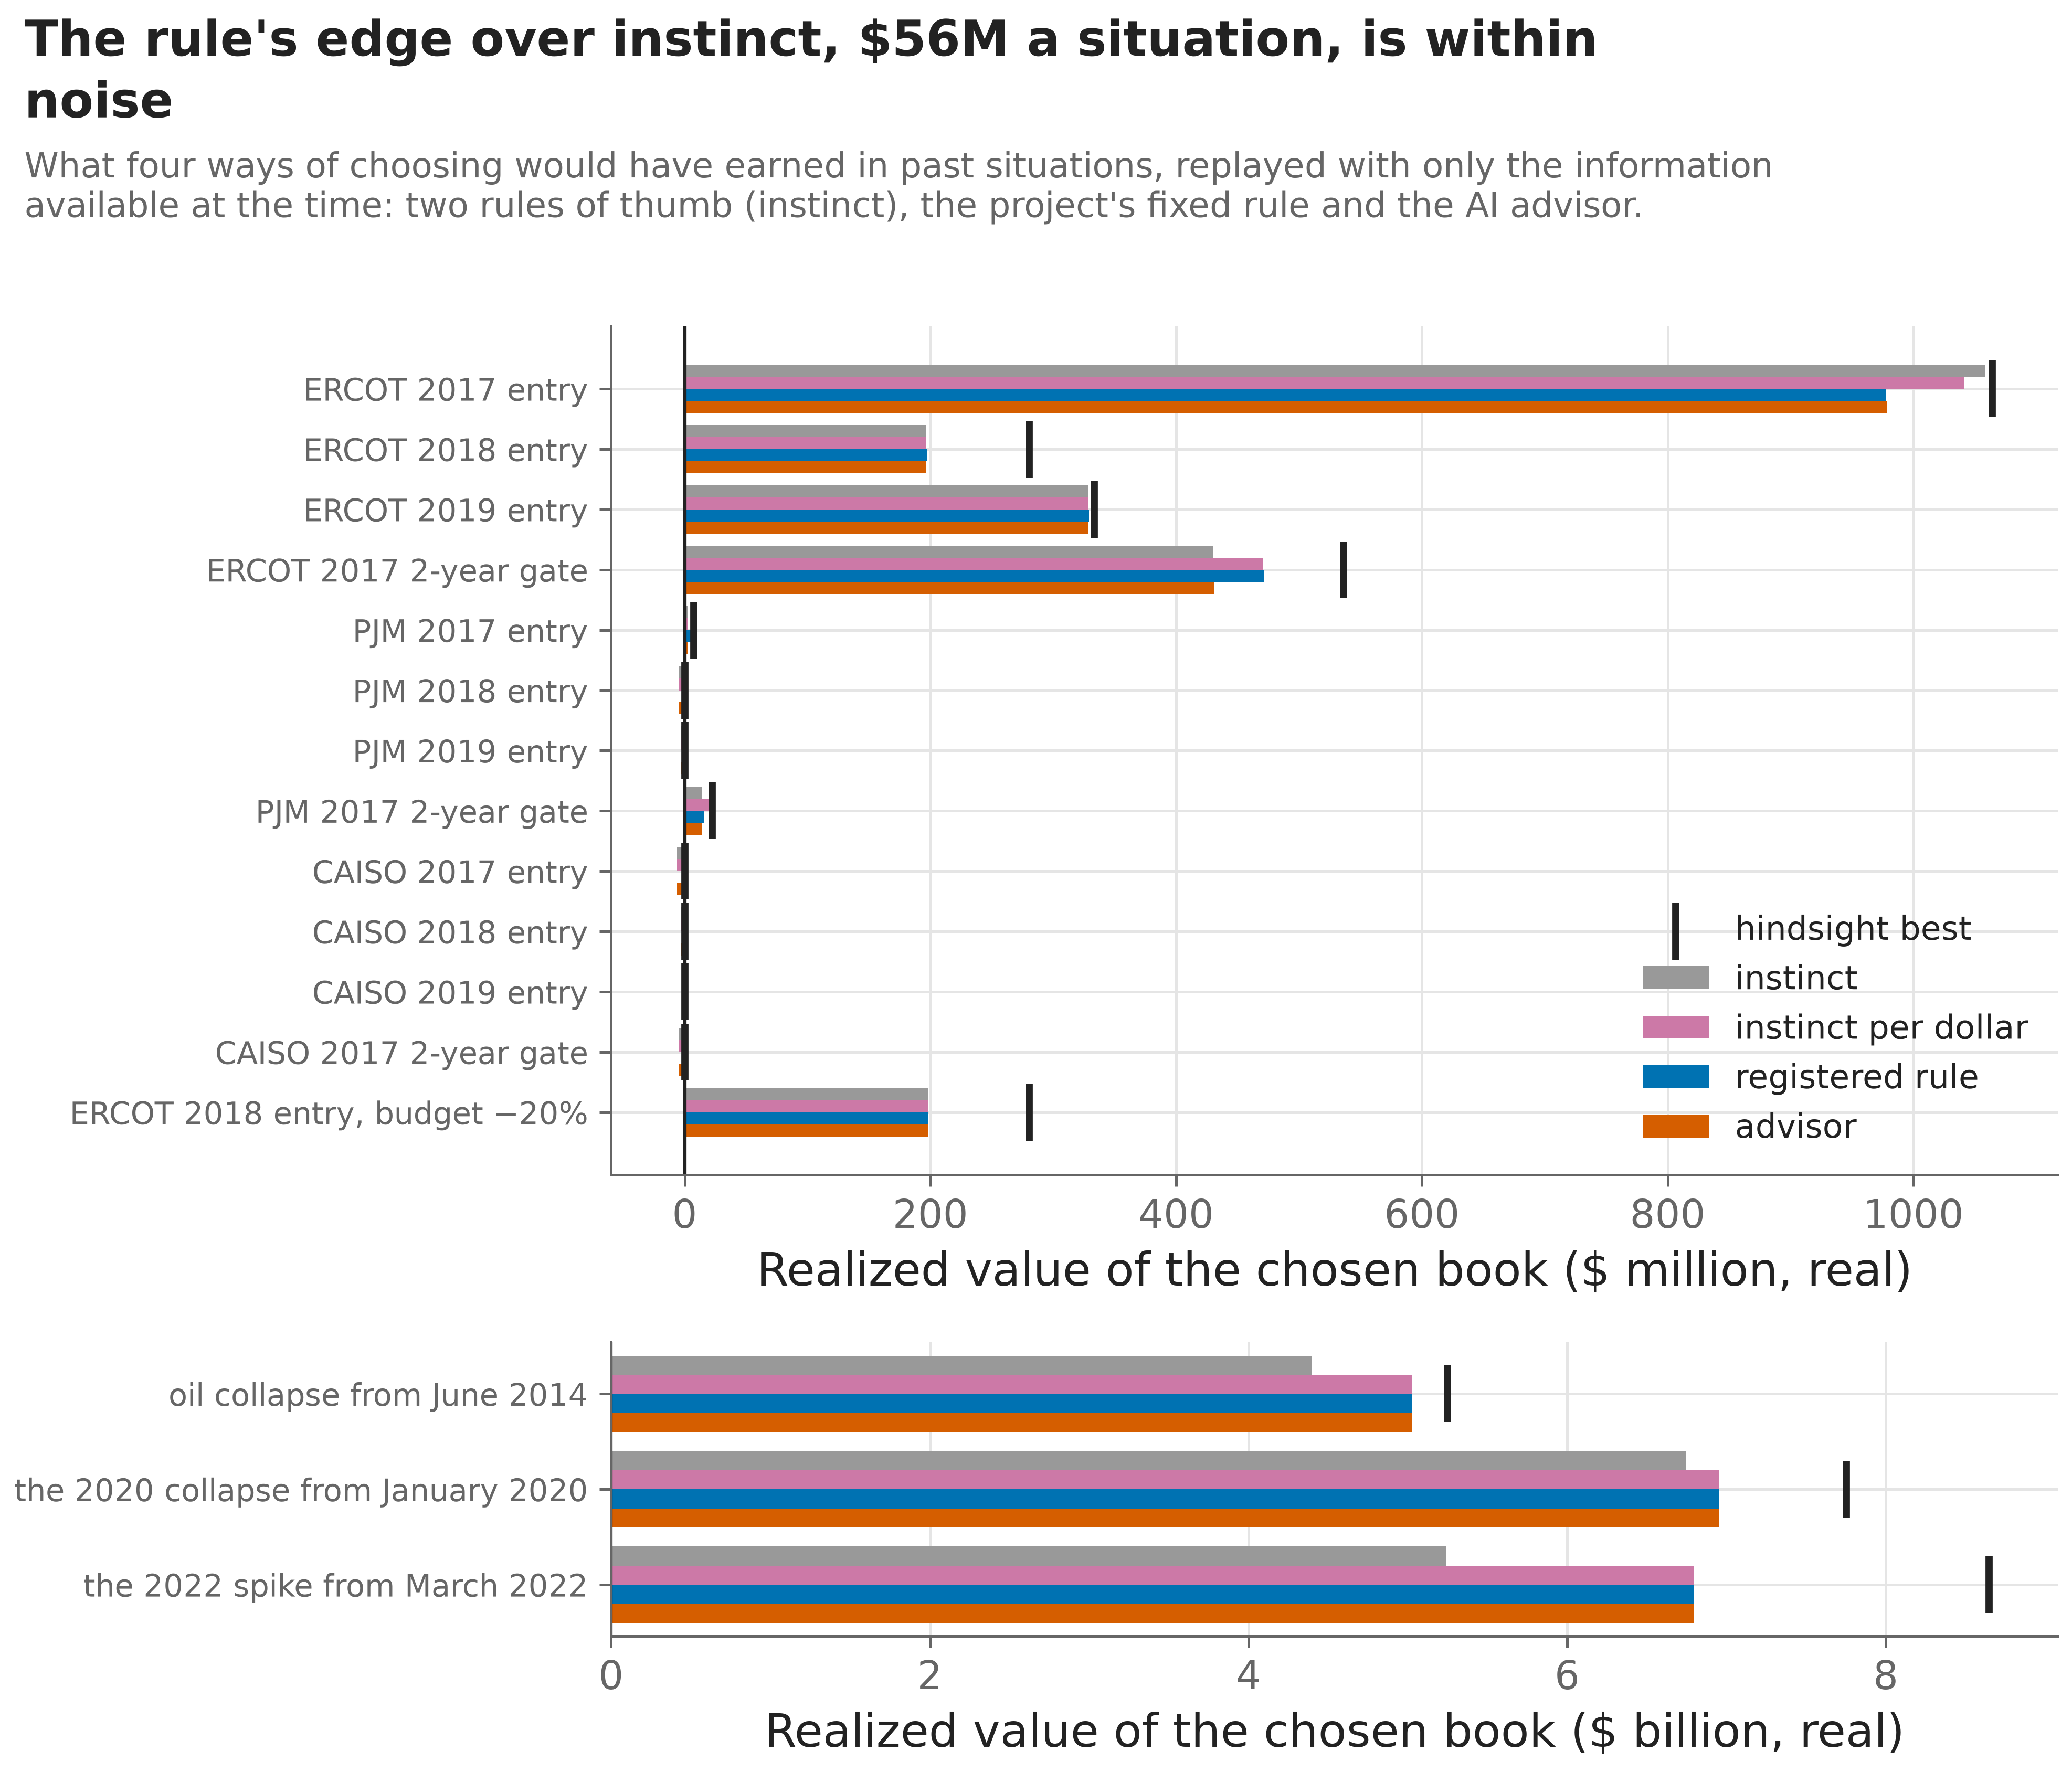 The rule's edge over instinct, $56M a situation, is within
noise
What four ways of choosing would have earned in past situations, replayed with only the information
available at the time: two rules of thumb (instinct), the project's fixed rule and the AI advisor.
ERCOT 2017 entry
ERCOT 2018 entry
ERCOT 2019 entry
ERCOT 2017 2-year gate
PJM 2017 entry
PJM 2018 entry
PJM 2019 entry
PJM 2017 2-year gate
CAISO 2017 entry
CAISO 2018 entry
CAISO 2019 entry
CAISO 2017 2-year gate
ERCOT 2018 entry, budget −20%
hindsight best
instinct
instinct per dollar
registered rule
advisor
0 200 400 600 800 1000
Realized value of the chosen book ($ million, real)
oil collapse from June 2014
the 2020 collapse from January 2020
the 2022 spike from March 2022
0 2 4 6 8
Realized value of the chosen book ($ billion, real)